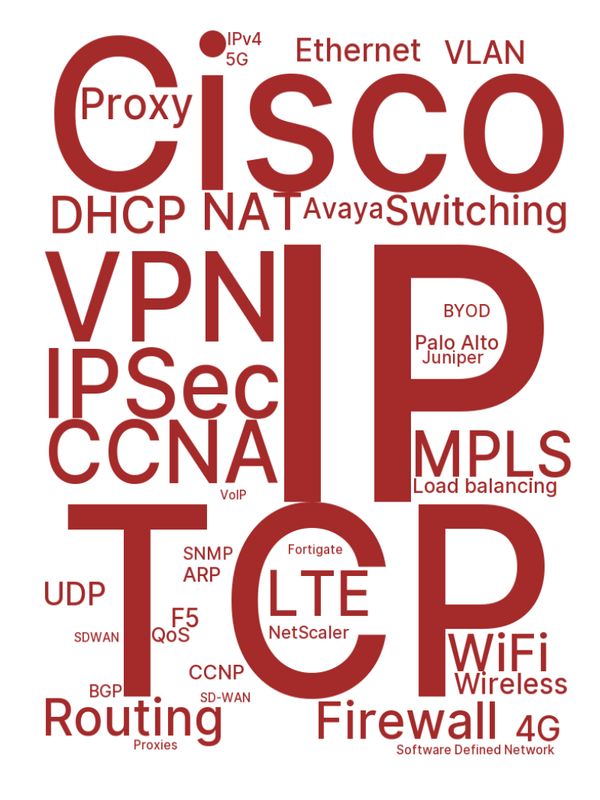 IPv4
5G
Ethernet
VLAN
Cisco
Proxy
DHCP
NAT
Avaya
Switching
VPN
IP
BYOD
Palo Alto
Juniper
IPSec
CCNA
MPLS
Load balancing
VoIP
TCP
SNMP
Fortigate
ARP
LTE
UDP
F5
QoS
SDWAN
NetScaler
WiFi
CCNP
Wireless
BGP
SD-WAN
Routing
Firewall
4G
Proxies
Software Defined Network